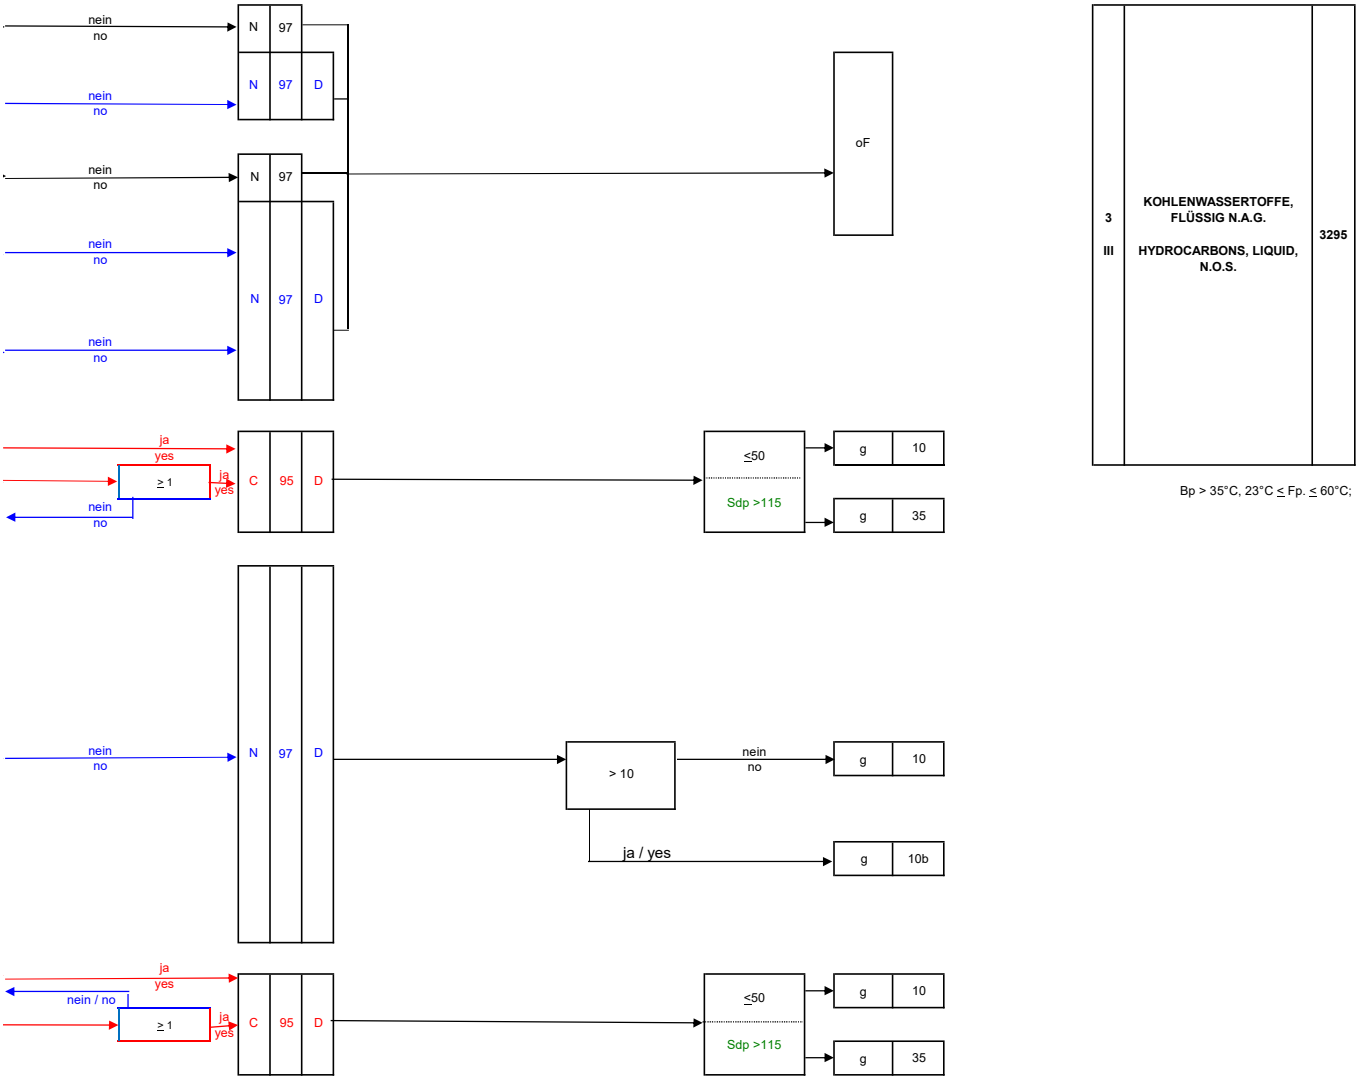 nein
no
N 97
nein
no
N 97 D
nein
no
N 97
nein
no
N 97 D
nein
no
oF
3
III
KOHLENWASSERTOFFE,
FLÜSSIG N.A.G.
HYDROCARBONS, LIQUID,
N.O.S.
3295
Bp > 35°C, 23°C ≤ Fp. ≤ 60°C;
ja
yes
≥ 1
ja
yes
nein
no
C 95 D
≤50
Sdp >115
g 10
g 35
nein
no
N 97 D
> 10
nein
no
g 10
ja / yes
g 10b
ja
yes
nein / no
≥ 1
ja
yes
C 95 D
≤50
Sdp >115
g 10
g 35